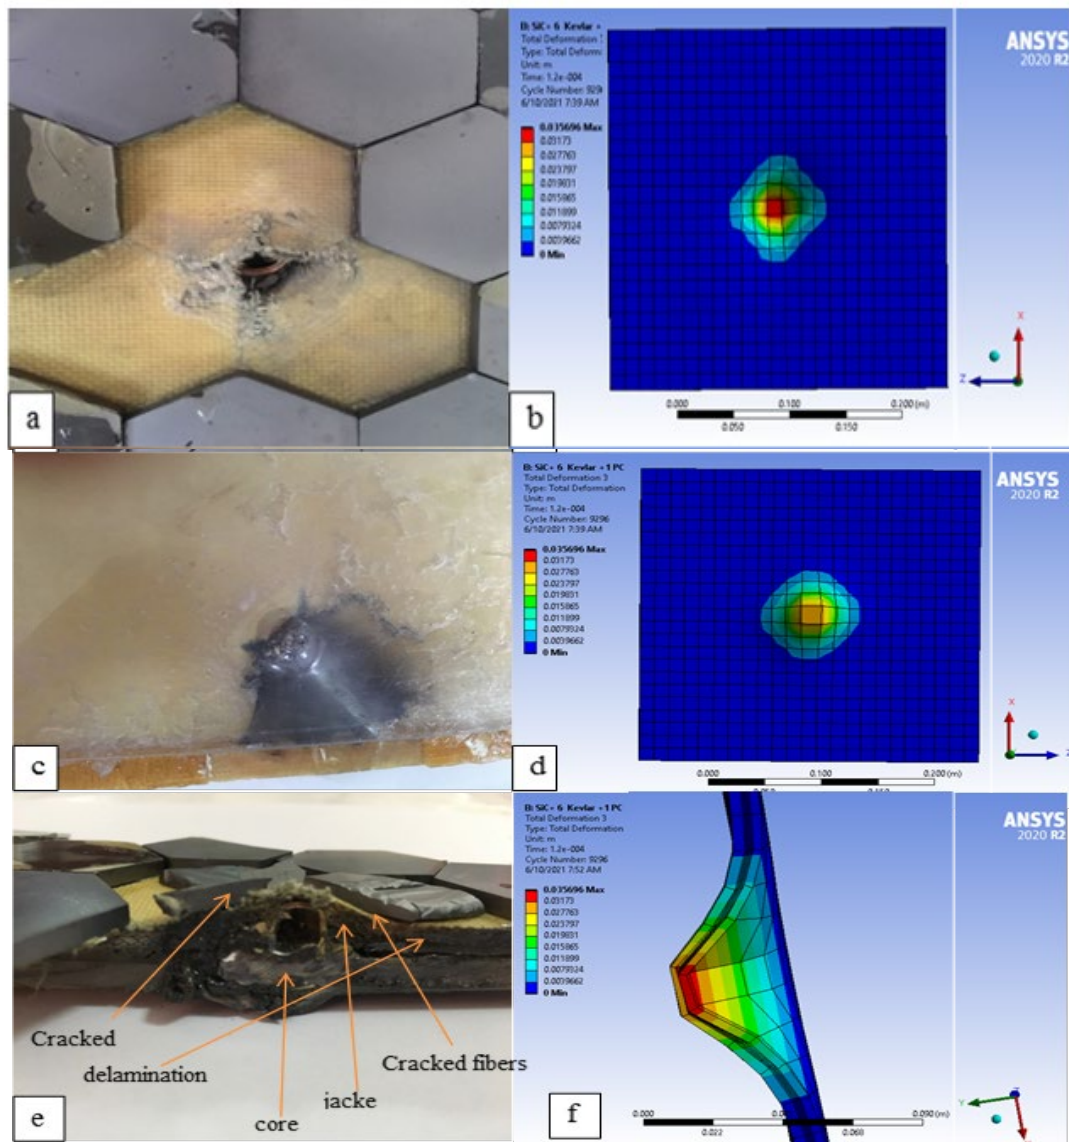 a
B: SiC+ 6 Kevlar +
Total Deformation
Type: Total Deform
Unit: m
Time: 1.2e-004
Cycle Number: 9296
6/10/2021 7:39 AM
0.035696 Max
0.03173
0.027763
0.023797
0.019831
0.015865
0.011899
0.0079324
0.0039662
0 Min
ANSYS
2020 R2
X
Z
0.000
0.100
0.200 (m)
0.050
0.150
b
c
B: SiC+ 6 Kevlar +1 PC
Total Deformation 3
Type: Total Deformation
Unit: m
Time: 1.2e-004
Cycle Number: 9296
6/10/2021 7:39 AM
0.035696 Max
0.03173
0.027763
0.023797
0.019831
0.015865
0.011899
0.0079324
0.0039662
0 Min
ANSYS
2020 R2
X
Z
0.000
0.100
0.200 (m)
d
Cracked
delamination
core
jacke
Cracked fibers
e
B: SiC+ 6 Kevlar +1 PC
Total Deformation 3
Type: Total Deformation
Unit: m
Time: 1.2e-004
Cycle Number: 9296
6/10/2021 7:52 AM
0.035696 Max
0.03173
0.027763
0.023797
0.019831
0.015865
0.011899
0.0079324
0.0039662
0 Min
ANSYS
2020 R2
Y
0.000
0.090 (m)
0.022
0.068
f